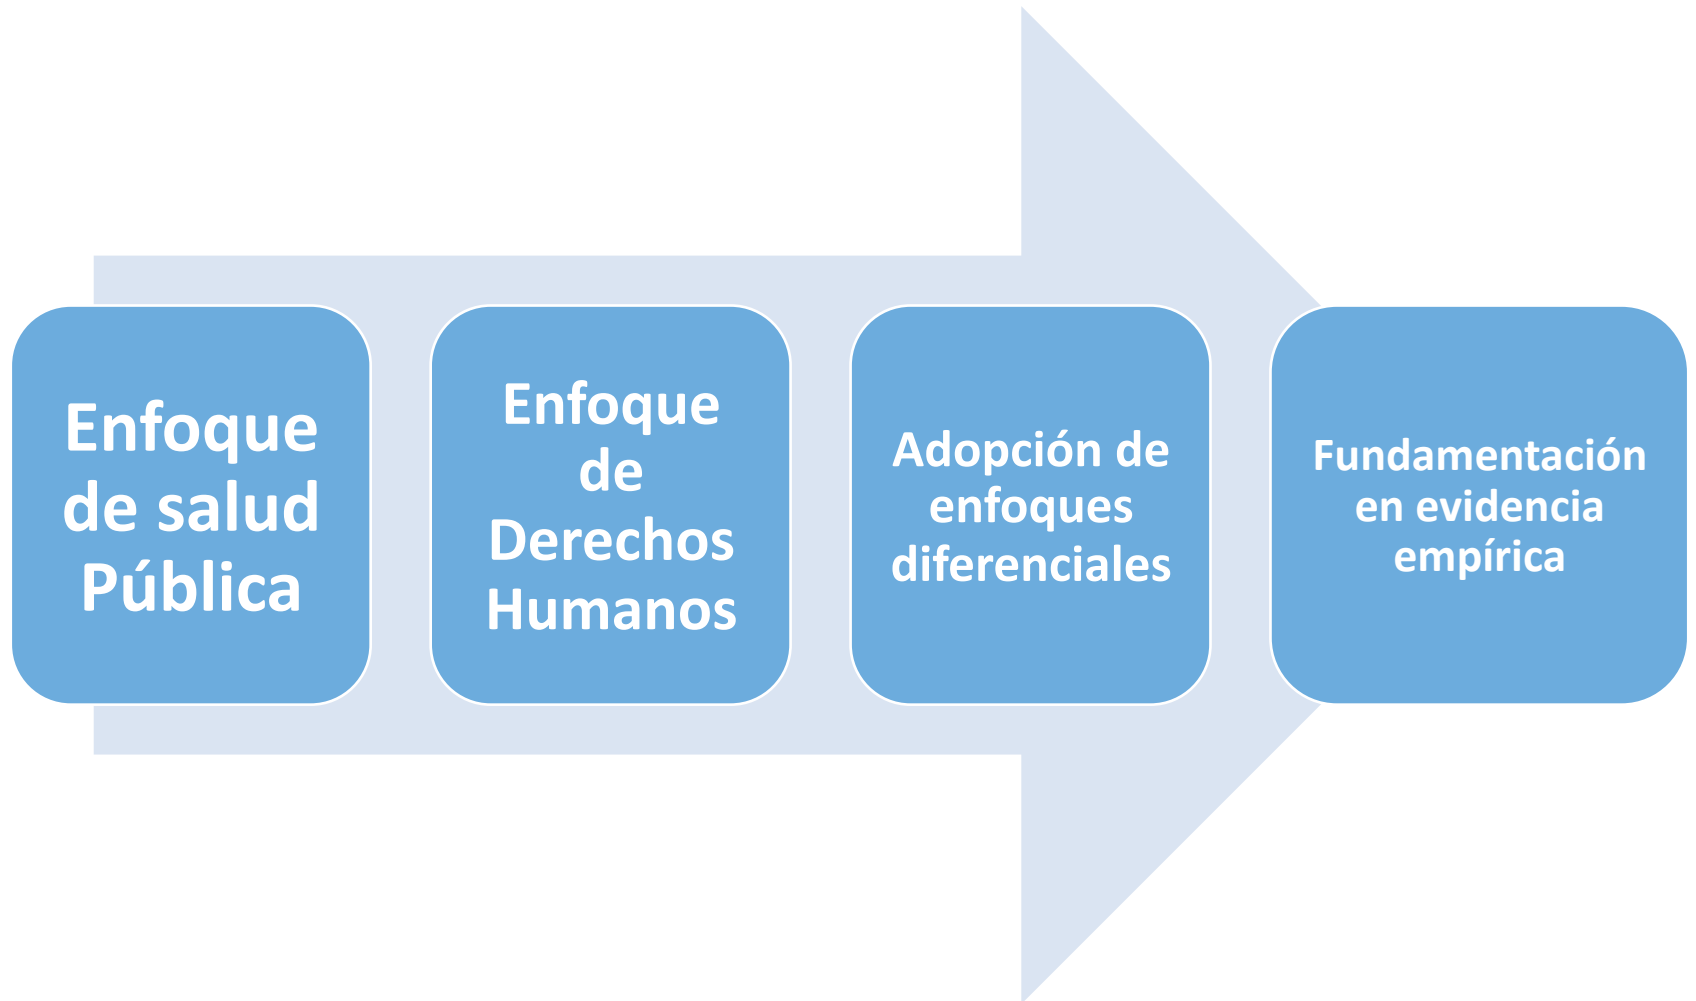 Enfoque
de salud
Pública
Enfoque
de
Derechos
Humanos
Adopción de
enfoques
diferenciales
Fundamentación
en evidencia
empírica